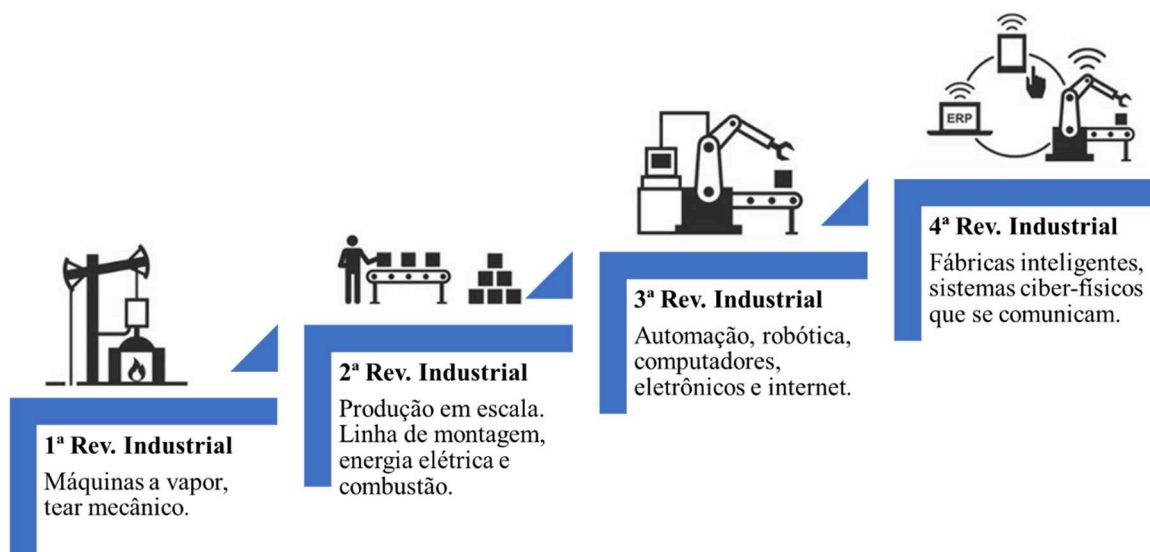 1ª Rev. Industrial
Máquinas a vapor,
tear mecânico.
2ª Rev. Industrial
Produção em escala.
Linha de montagem,
energia elétrica e
combustão.
3ª Rev. Industrial
Automação, robótica,
computadores,
eletrônicos e internet.
ERP
4ª Rev. Industrial
Fábricas inteligentes,
sistemas ciber-físicos
que se comunicam.